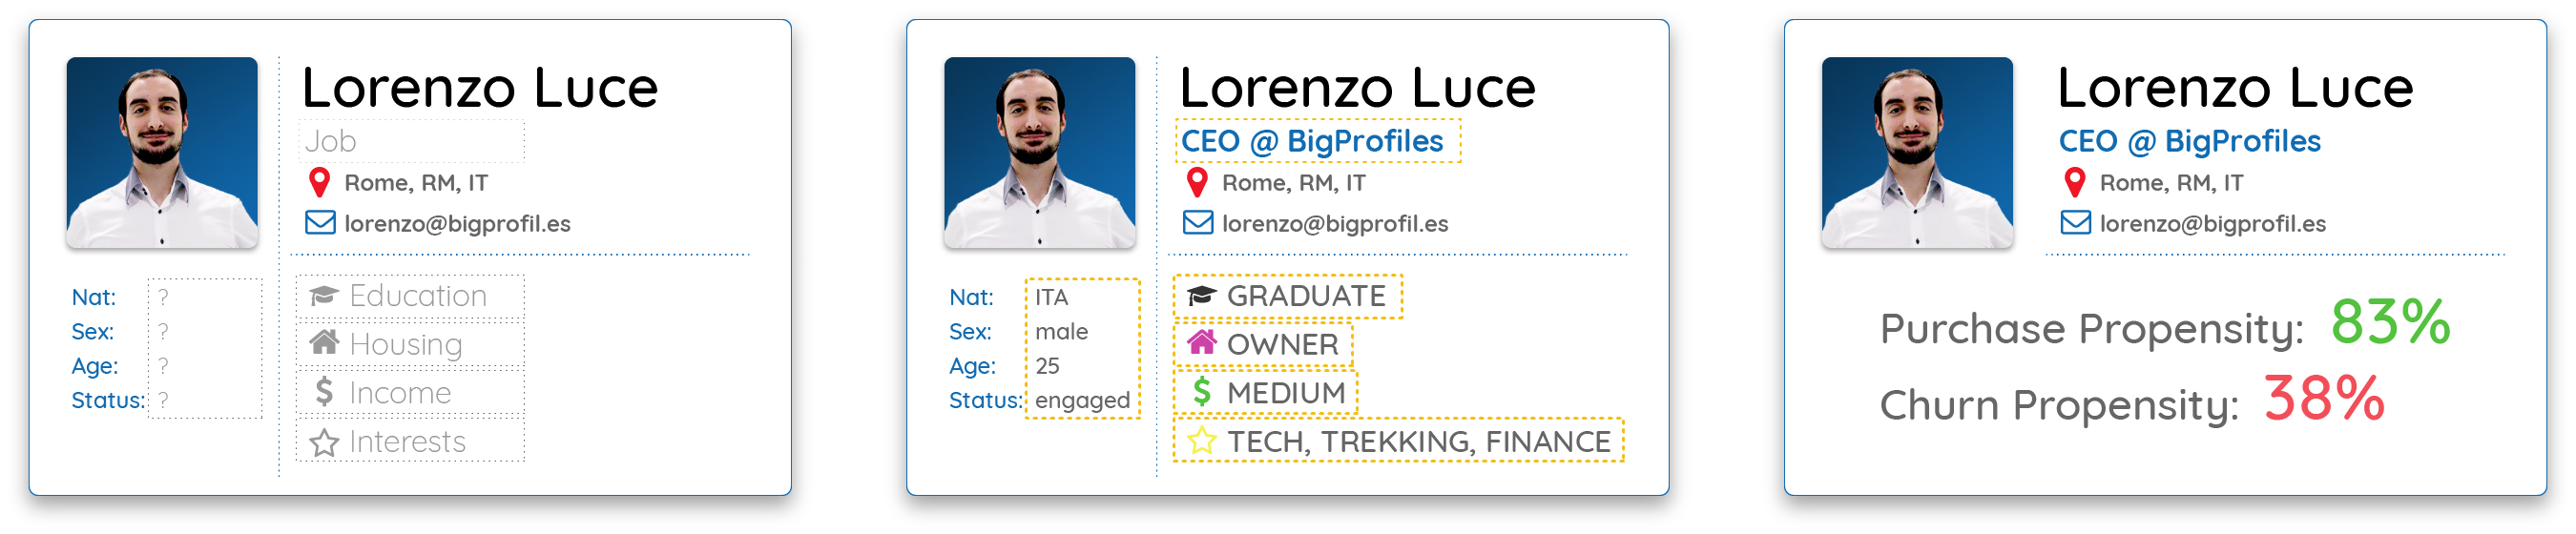 Lorenzo Luce
Job
Rome, RM, IT
lorenzo@bigprofil.es
Nat: ?
Sex: ?
Age: ?
Status: ?
Education
Housing
Income
Interests
Lorenzo Luce
CEO @ BigProfiles
Rome, RM, IT
lorenzo@bigprofil.es
Nat: ITA
Sex: male
Age: 25
Status: engaged
GRADUATE
OWNER
$ MEDIUM
TECH, TREKKING, FINANCE
Lorenzo Luce
CEO @ BigProfiles
Rome, RM, IT
lorenzo@bigprofil.es
Purchase Propensity: 83%
Churn Propensity: 38%